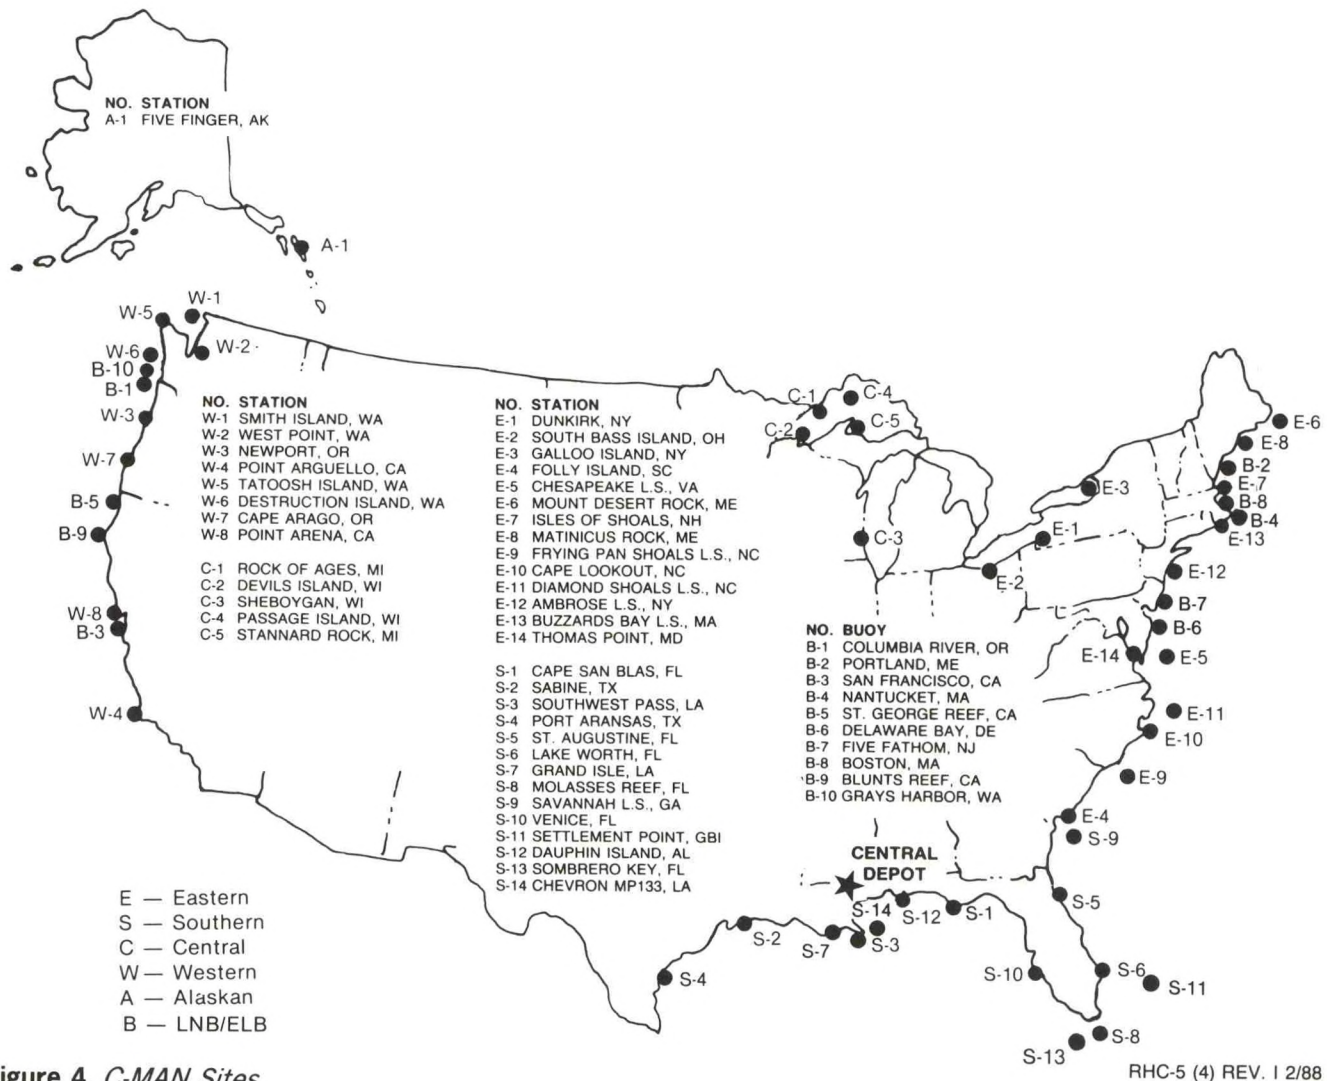 NO. STATION
A-1 FIVE FINGER, AK
A-1
W-1
W-5
W-2
W-6
B-10
B-1
W-3
W-7
B-5
B-9
W-8
B-3
W-4
NO. STATION
W-1 SMITH ISLAND, WA
W-2 WEST POINT, WA
W-3 NEWPORT, OR
W-4 POINT ARGUELLO, CA
W-5 TATOOSH ISLAND, WA
W-6 DESTRUCTION ISLAND, WA
W-7 CAPE ARAGO, OR
W-8 POINT ARENA, CA
C-1 ROCK OF AGES, MI
C-2 DEVILS ISLAND, WI
C-3 SHEBOYGAN, WI
C-4 PASSAGE ISLAND, WI
C-5 STANNARD ROCK, MI
NO. STATION
E-1 DUNKIRK, NY
E-2 SOUTH BASS ISLAND, OH
E-3 GALLOO ISLAND, NY
E-4 FOLLY ISLAND, SC
E-5 CHESAPEAKE L.S., VA
E-6 MOUNT DESERT ROCK, ME
E-7 ISLES OF SHOALS, NH
E-8 MATINICUS ROCK, ME
E-9 FRYING PAN SHOALS L.S., NC
E-10 CAPE LOOKOUT, NC
E-11 DIAMOND SHOALS L.S., NC
E-12 AMBROSE L.S., NY
E-13 BUZZARDS BAY L.S., MA
E-14 THOMAS POINT, MD
S-1 CAPE SAN BLAS, FL
S-2 SABINE, TX
S-3 SOUTHWEST PASS, LA
S-4 PORT ARANSAS, TX
S-5 ST. AUGUSTINE, FL
S-6 LAKE WORTH, FL
S-7 GRAND ISLE, LA
S-8 MOLASSES REEF, FL
S-9 SAVANNAH L.S., GA
S-10 VENICE, FL
S-11 SETTLEMENT POINT, GBI
S-12 DAUPHIN ISLAND, AL
S-13 SOMBRERO KEY, FL
S-14 CHEVRON MP133, LA
C-1
C-4
C-2
C-5
C-3
E-3
E-1
E-2
E-6
E-8
B-2
E-7
B-8
B-4
E-13
E-12
B-7
B-6
E-14
E-5
E-11
E-10
E-9
E-4
S-9
NO. BUOY
B-1 COLUMBIA RIVER, OR
B-2 PORTLAND, ME
B-3 SAN FRANCISCO, CA
B-4 NANTUCKET, MA
B-5 ST. GEORGE REEF, CA
B-6 DELAWARE BAY, DE
B-7 FIVE FATHOM, NJ
B-8 BOSTON, MA
B-9 BLUNTS REEF, CA
B-10 GRAYS HARBOR, WA
CENTRAL
DEPOT
S-14
S-12
S-1
S-5
S-2
S-7
S-3
S-4
S-10
S-6
S-11
S-8
S-13
E — Eastern
S — Southern
C — Central
W — Western
A — Alaskan
B — LNB/ELB
igure 4 C-MAN Sites
RHC-5 (4) REV. I 2/88